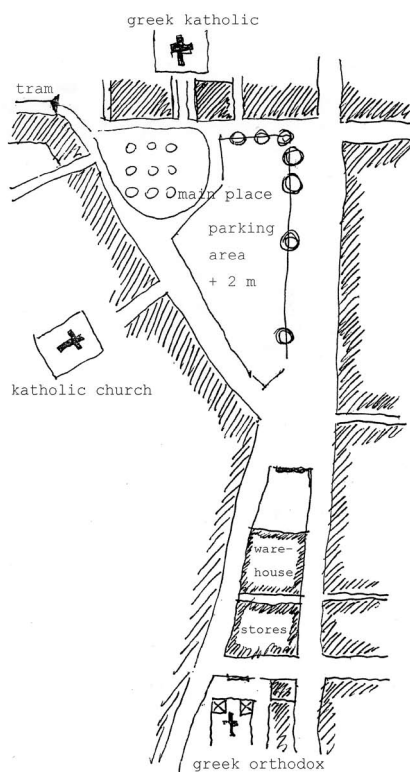 greek katholic
tram
main place
parking
area
+ 2 m
katholic church
ware-
house
stores
greek orthodox